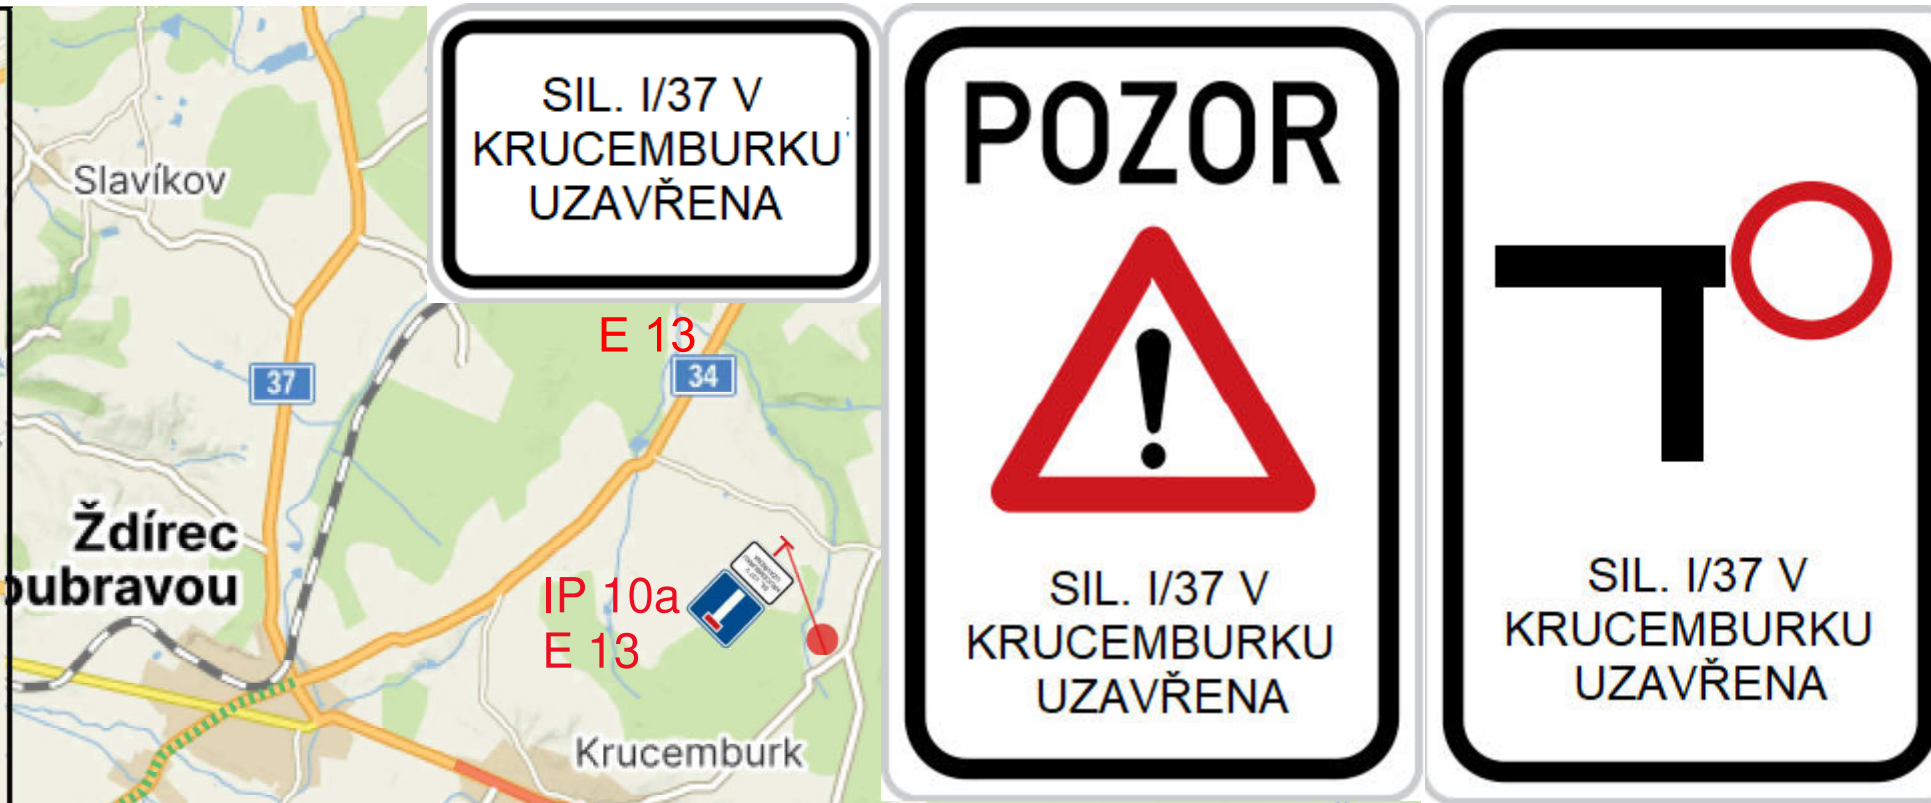 SIL. I/37 V
KRUCEMBURKU
UZAVŘENA
Slavíkov
E 13
37
34
Ždírec
oubravou
IP 10a
E 13
Krucemburk
POZOR
!
SIL. I/37 V
KRUCEMBURKU
UZAVŘENA
SIL. I/37 V
KRUCEMBURKU
UZAVŘENA